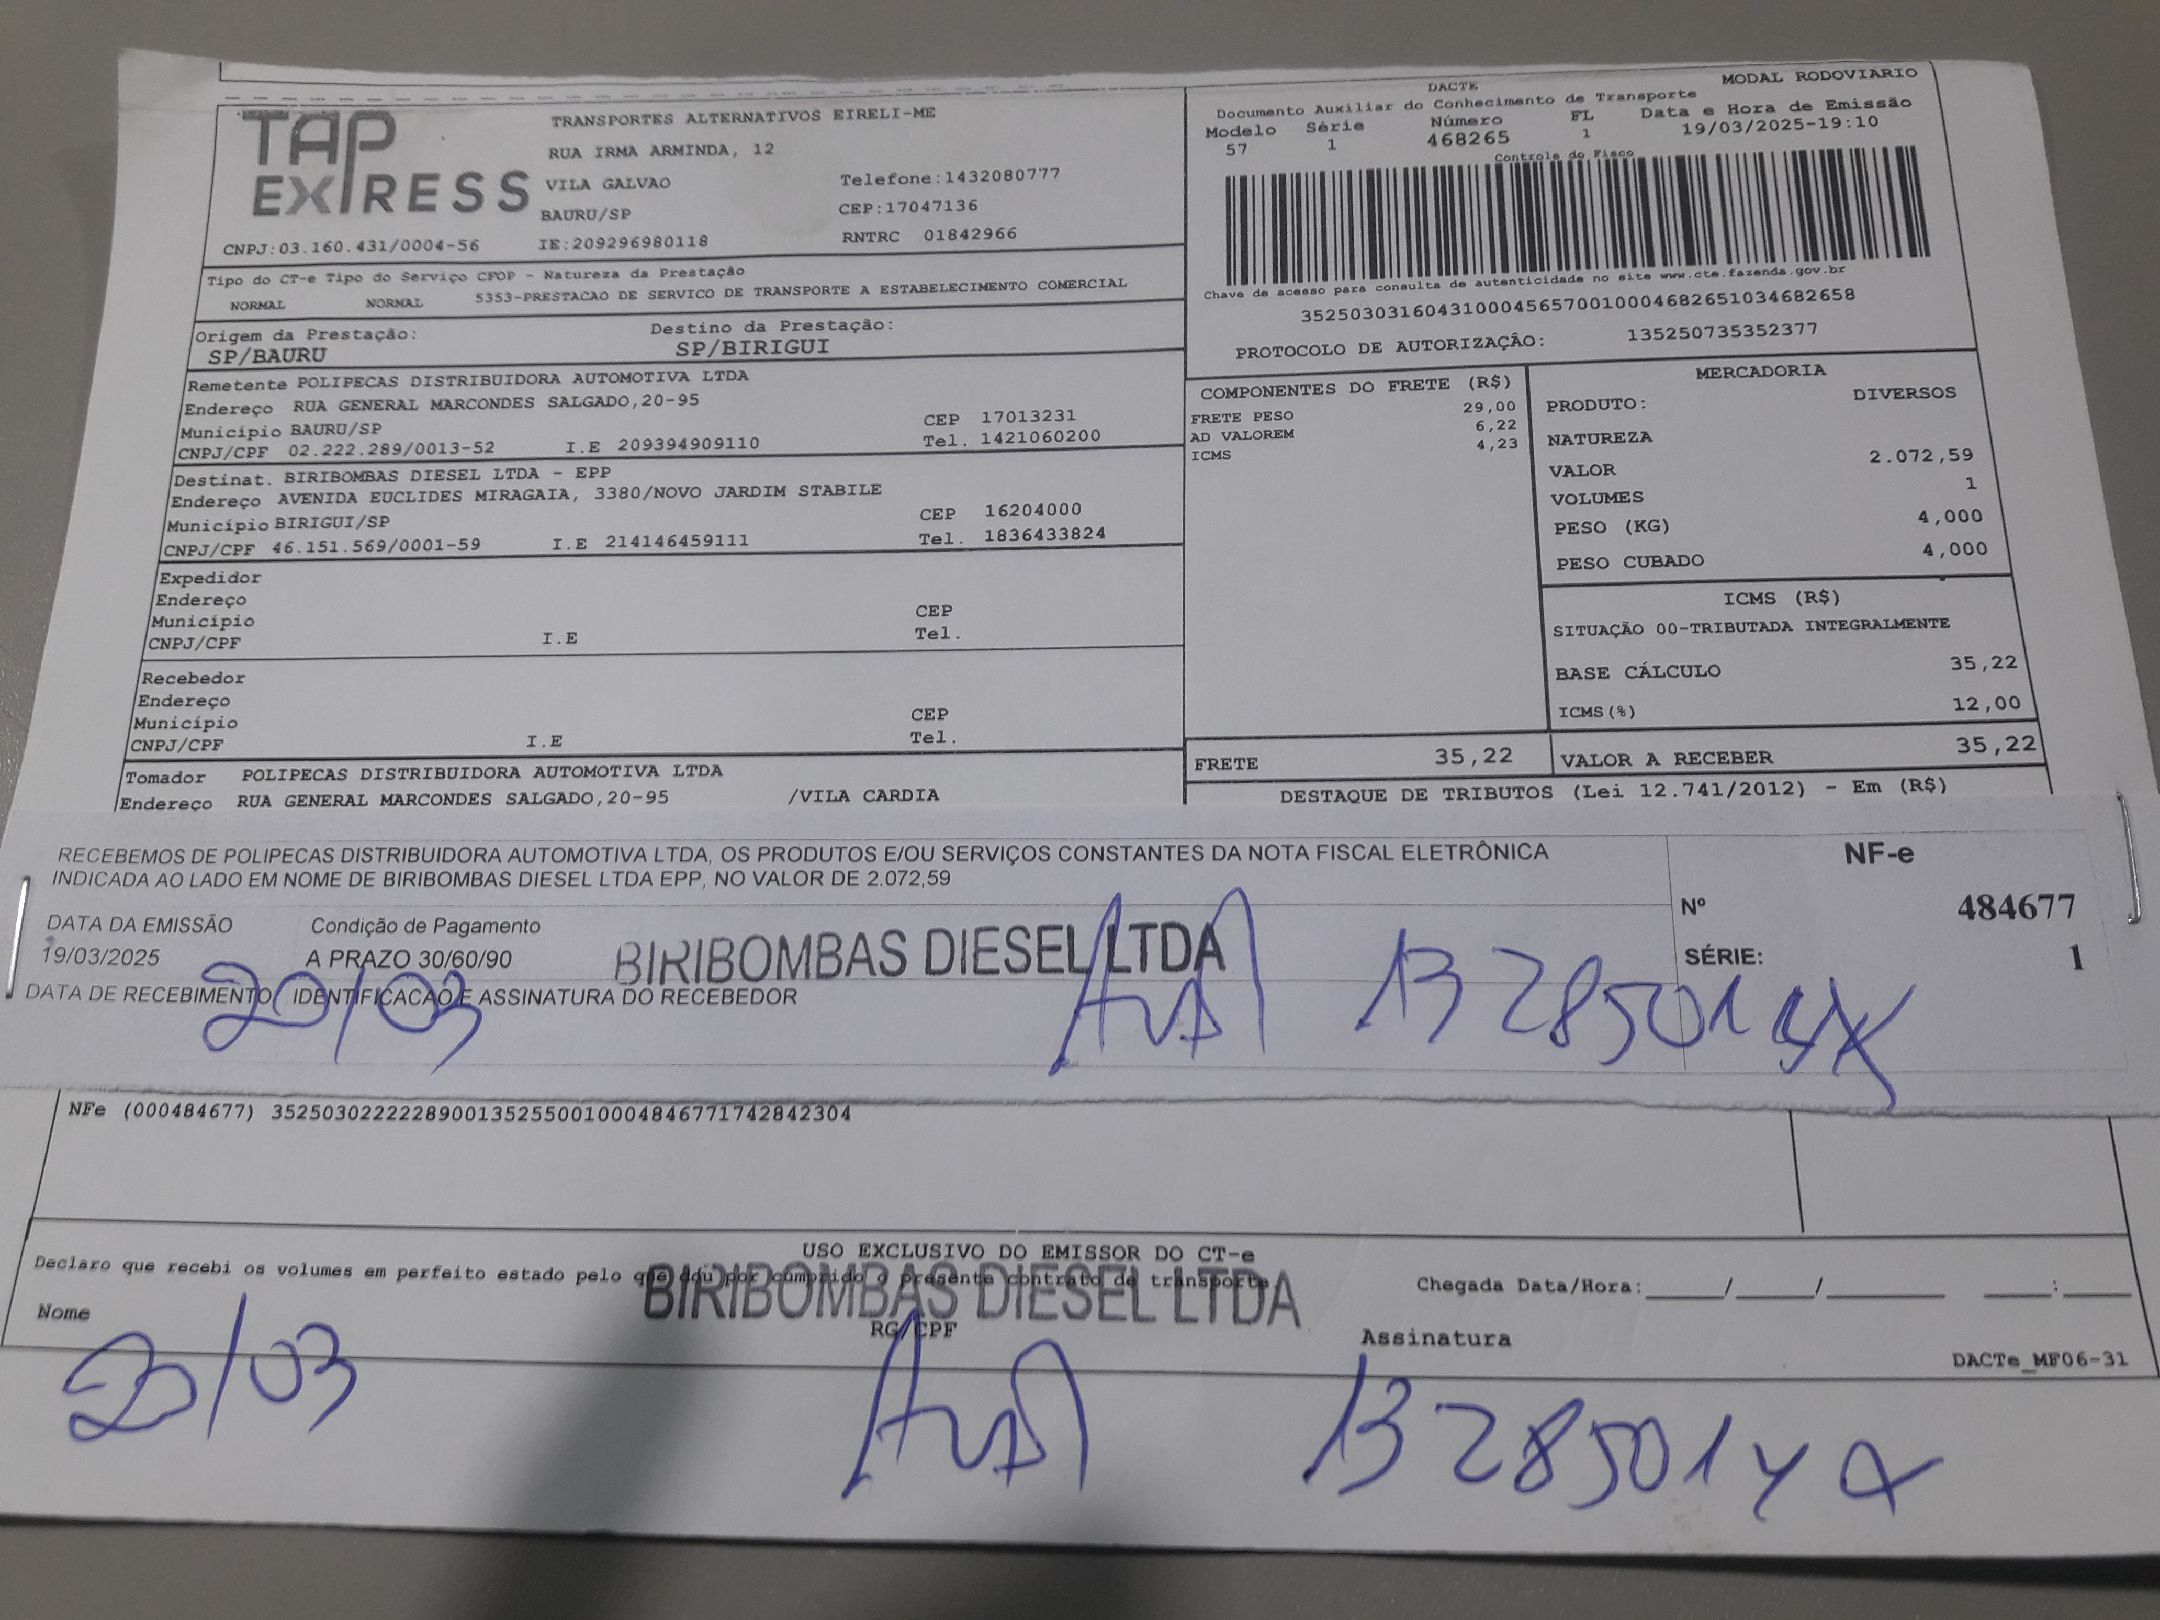 TAP EXPRESS
TRANSPORTES ALTERNATIVOS EIRELI-ME
RUA IRMA ARMINDA, 12
VILA GALVAO Telefone:1432080777
BAURU/SP CEP:17047136
CNPJ:03.160.431/0004-56 IE:209296980118 RNTRC 01842966
DACTE MODAL RODOVIARIO
Documento Auxiliar do Conhecimento de Transporte
Modelo Série Número FL Data e Hora de Emissão
57 1 468265 1 19/03/2025-19:10
Controle do Fisco
Chave de acesso para consulta de autenticidade no site www.cte.fazenda.gov.br
35250303160431000456570010004682651034682658
PROTOCOLO DE AUTORIZAÇÃO: 135250735352377
Tipo do CT-e Tipo do Serviço CFOP - Natureza da Prestação
NORMAL NORMAL 5353-PRESTACAO DE SERVICO DE TRANSPORTE A ESTABELECIMENTO COMERCIAL
Origem da Prestação: Destino da Prestação:
SP/BAURU SP/BIRIGUI
Remetente POLIPECAS DISTRIBUIDORA AUTOMOTIVA LTDA
Endereço RUA GENERAL MARCONDES SALGADO,20-95
Município BAURU/SP CEP 17013231
CNPJ/CPF 02.222.289/0013-52 I.E 209394909110 Tel. 1421060200
Destinat. BIRIBOMBAS DIESEL LTDA - EPP
Endereço AVENIDA EUCLIDES MIRAGAIA, 3380/NOVO JARDIM STABILE
Município BIRIGUI/SP CEP 16204000
CNPJ/CPF 46.151.569/0001-59 I.E 214146459111 Tel. 1836433824
Expedidor
Endereço
Município CEP
CNPJ/CPF I.E Tel.
Recebedor
Endereço
Município CEP
CNPJ/CPF I.E Tel.
Tomador POLIPECAS DISTRIBUIDORA AUTOMOTIVA LTDA
Endereço RUA GENERAL MARCONDES SALGADO,20-95 /VILA CARDIA
COMPONENTES DO FRETE (R$)
FRETE PESO 29,00
AD VALOREM 6,22
ICMS 4,23
MERCADORIA
PRODUTO: DIVERSOS
NATUREZA
VALOR 2.072,59
VOLUMES 1
PESO (KG) 4,000
PESO CUBADO 4,000
ICMS (R$)
SITUAÇÃO 00-TRIBUTADA INTEGRALMENTE
BASE CÁLCULO 35,22
ICMS(%) 12,00
FRETE 35,22 VALOR A RECEBER 35,22
DESTAQUE DE TRIBUTOS (Lei 12.741/2012) - Em (R$)
RECEBEMOS DE POLIPECAS DISTRIBUIDORA AUTOMOTIVA LTDA, OS PRODUTOS E/OU SERVIÇOS CONSTANTES DA NOTA FISCAL ELETRÔNICA
INDICADA AO LADO EM NOME DE BIRIBOMBAS DIESEL LTDA EPP, NO VALOR DE 2.072,59
NF-e
Nº 484677
SÉRIE: 1
DATA DA EMISSÃO Condição de Pagamento
19/03/2025 A PRAZO 30/60/90
BIRIBOMBAS DIESEL LTDA
DATA DE RECEBIMENTO IDENTIFICACAO E ASSINATURA DO RECEBEDOR
20/03
NFe (000484677) 35250302222289001352550010004846771742842304
USO EXCLUSIVO DO EMISSOR DO CT-e
Declaro que recebi os volumes em perfeito estado pelo que dou por cumprido o presente contrato de transporte.
BIRIBOMBAS DIESEL LTDA
Chegada Data/Hora:_____/_____/_______ ____:____
Nome RG/CPF Assinatura
DACTe_MF06-31
20/03